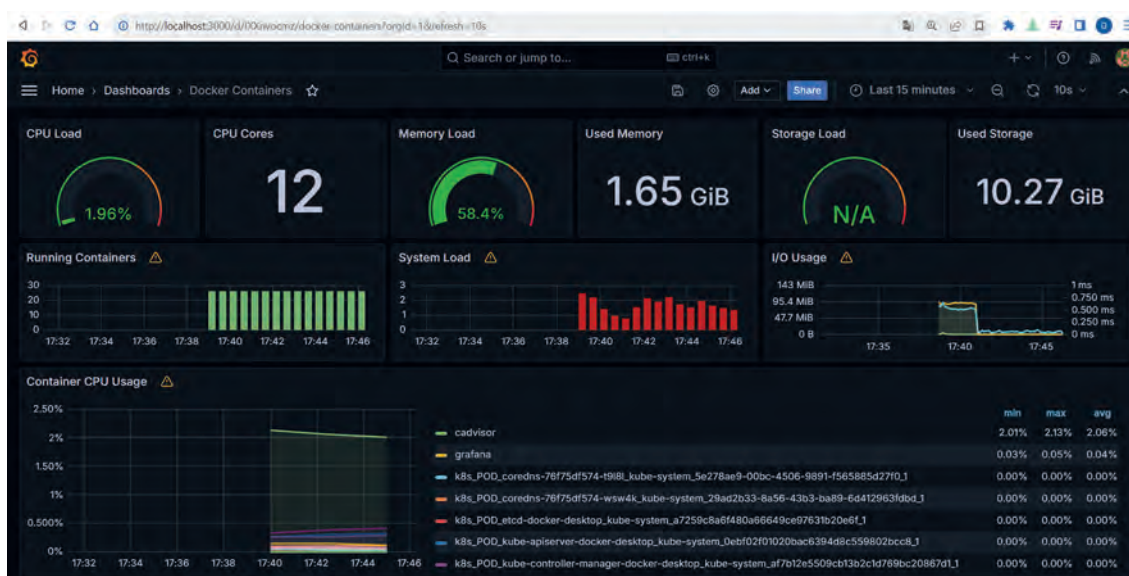 http://localhost:3000/d/00iwocmz/docker-containers?orgId=1&refresh=10s
Search or jump to... ctrl+k
Home › Dashboards › Docker Containers Add Share Last 15 minutes 10s
CPU Load CPU Cores Memory Load Used Memory Storage Load Used Storage
1.96% 12 58.4% 1.65 GiB N/A 10.27 GiB
Running Containers System Load I/O Usage
30 3 143 MiB 1 ms
20 2 95.4 MiB 0.750 ms
10 1 47.7 MiB 0.500 ms
0 0 0 B 0.250 ms
0 ms
17:32 17:34 17:36 17:38 17:40 17:42 17:44 17:46 17:32 17:34 17:36 17:38 17:40 17:42 17:44 17:46 17:35 17:40 17:45
Container CPU Usage
2.50% min max avg
2% cadvisor 2.01% 2.13% 2.06%
1.50% grafana 0.03% 0.05% 0.04%
k8s_POD_coredns-76f75df574-t9l8l_kube-system_5e278ae9-00bc-4506-9891-f565885d27f0_1 0.00% 0.00% 0.00%
1% k8s_POD_coredns-76f75df574-wsw4k_kube-system_29ad2b33-8a56-43b3-ba89-6d412963fdbd_1 0.00% 0.00% 0.00%
0.500% k8s_POD_etcd-docker-desktop_kube-system_a7259c8a6f480a66649ce97631b20e6f_1 0.00% 0.00% 0.00%
0% k8s_POD_kube-apiserver-docker-desktop_kube-system_0ebf02f01020bac6394d8c559802bcc8_1 0.00% 0.00% 0.00%
17:32 17:34 17:36 17:38 17:40 17:42 17:44 17:46 k8s_POD_kube-controller-manager-docker-desktop_kube-system_af7b12e5509cb13b2c1d769bc20867d1_1 0.00% 0.00% 0.00%